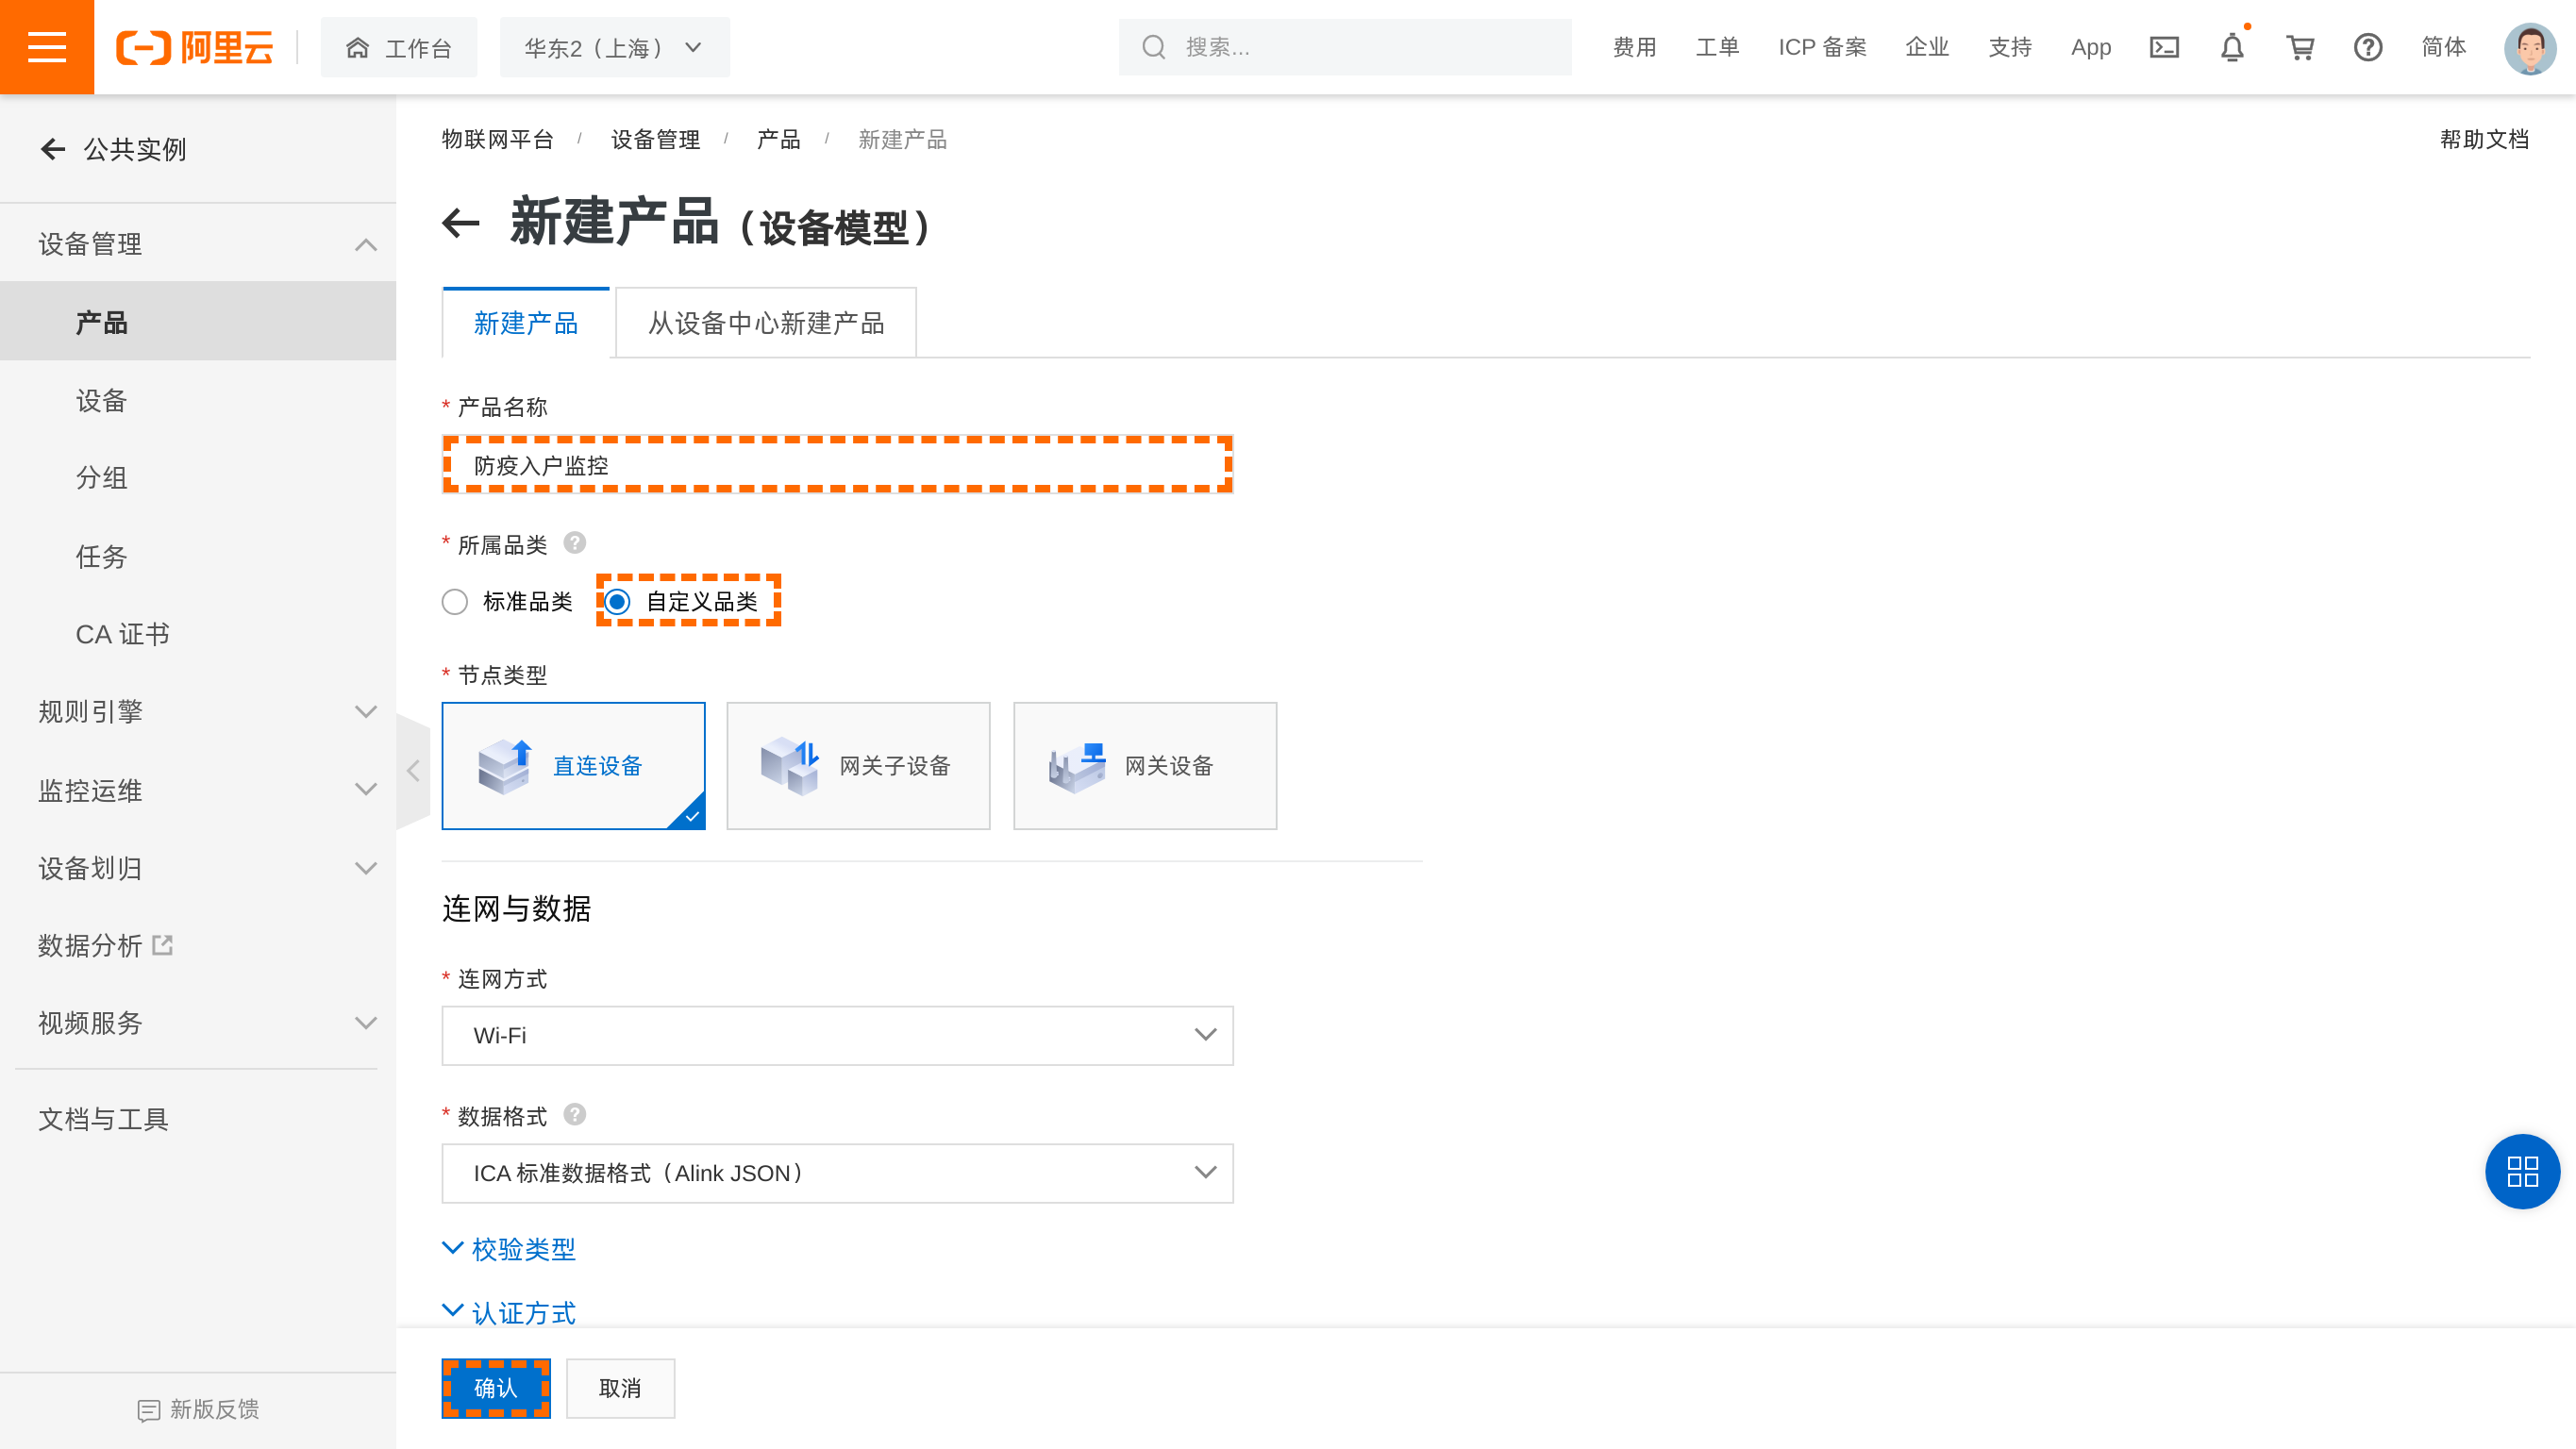 阿里云 工作台 华东2（上海） 搜索... 费用 工单 ICP 备案 企业 支持 App 简体
公共实例
物联网平台 / 设备管理 / 产品 / 新建产品 帮助文档
新建产品（设备模型）
设备管理
产品
设备
分组
任务
CA 证书
规则引擎
监控运维
设备划归
数据分析
视频服务
文档与工具
新版反馈
新建产品 从设备中心新建产品
* 产品名称
防疫入户监控
* 所属品类 ?
标准品类 自定义品类
* 节点类型
直连设备 网关子设备 网关设备
连网与数据
* 连网方式
Wi-Fi
* 数据格式 ?
ICA 标准数据格式（Alink JSON）
校验类型
认证方式
确认 取消